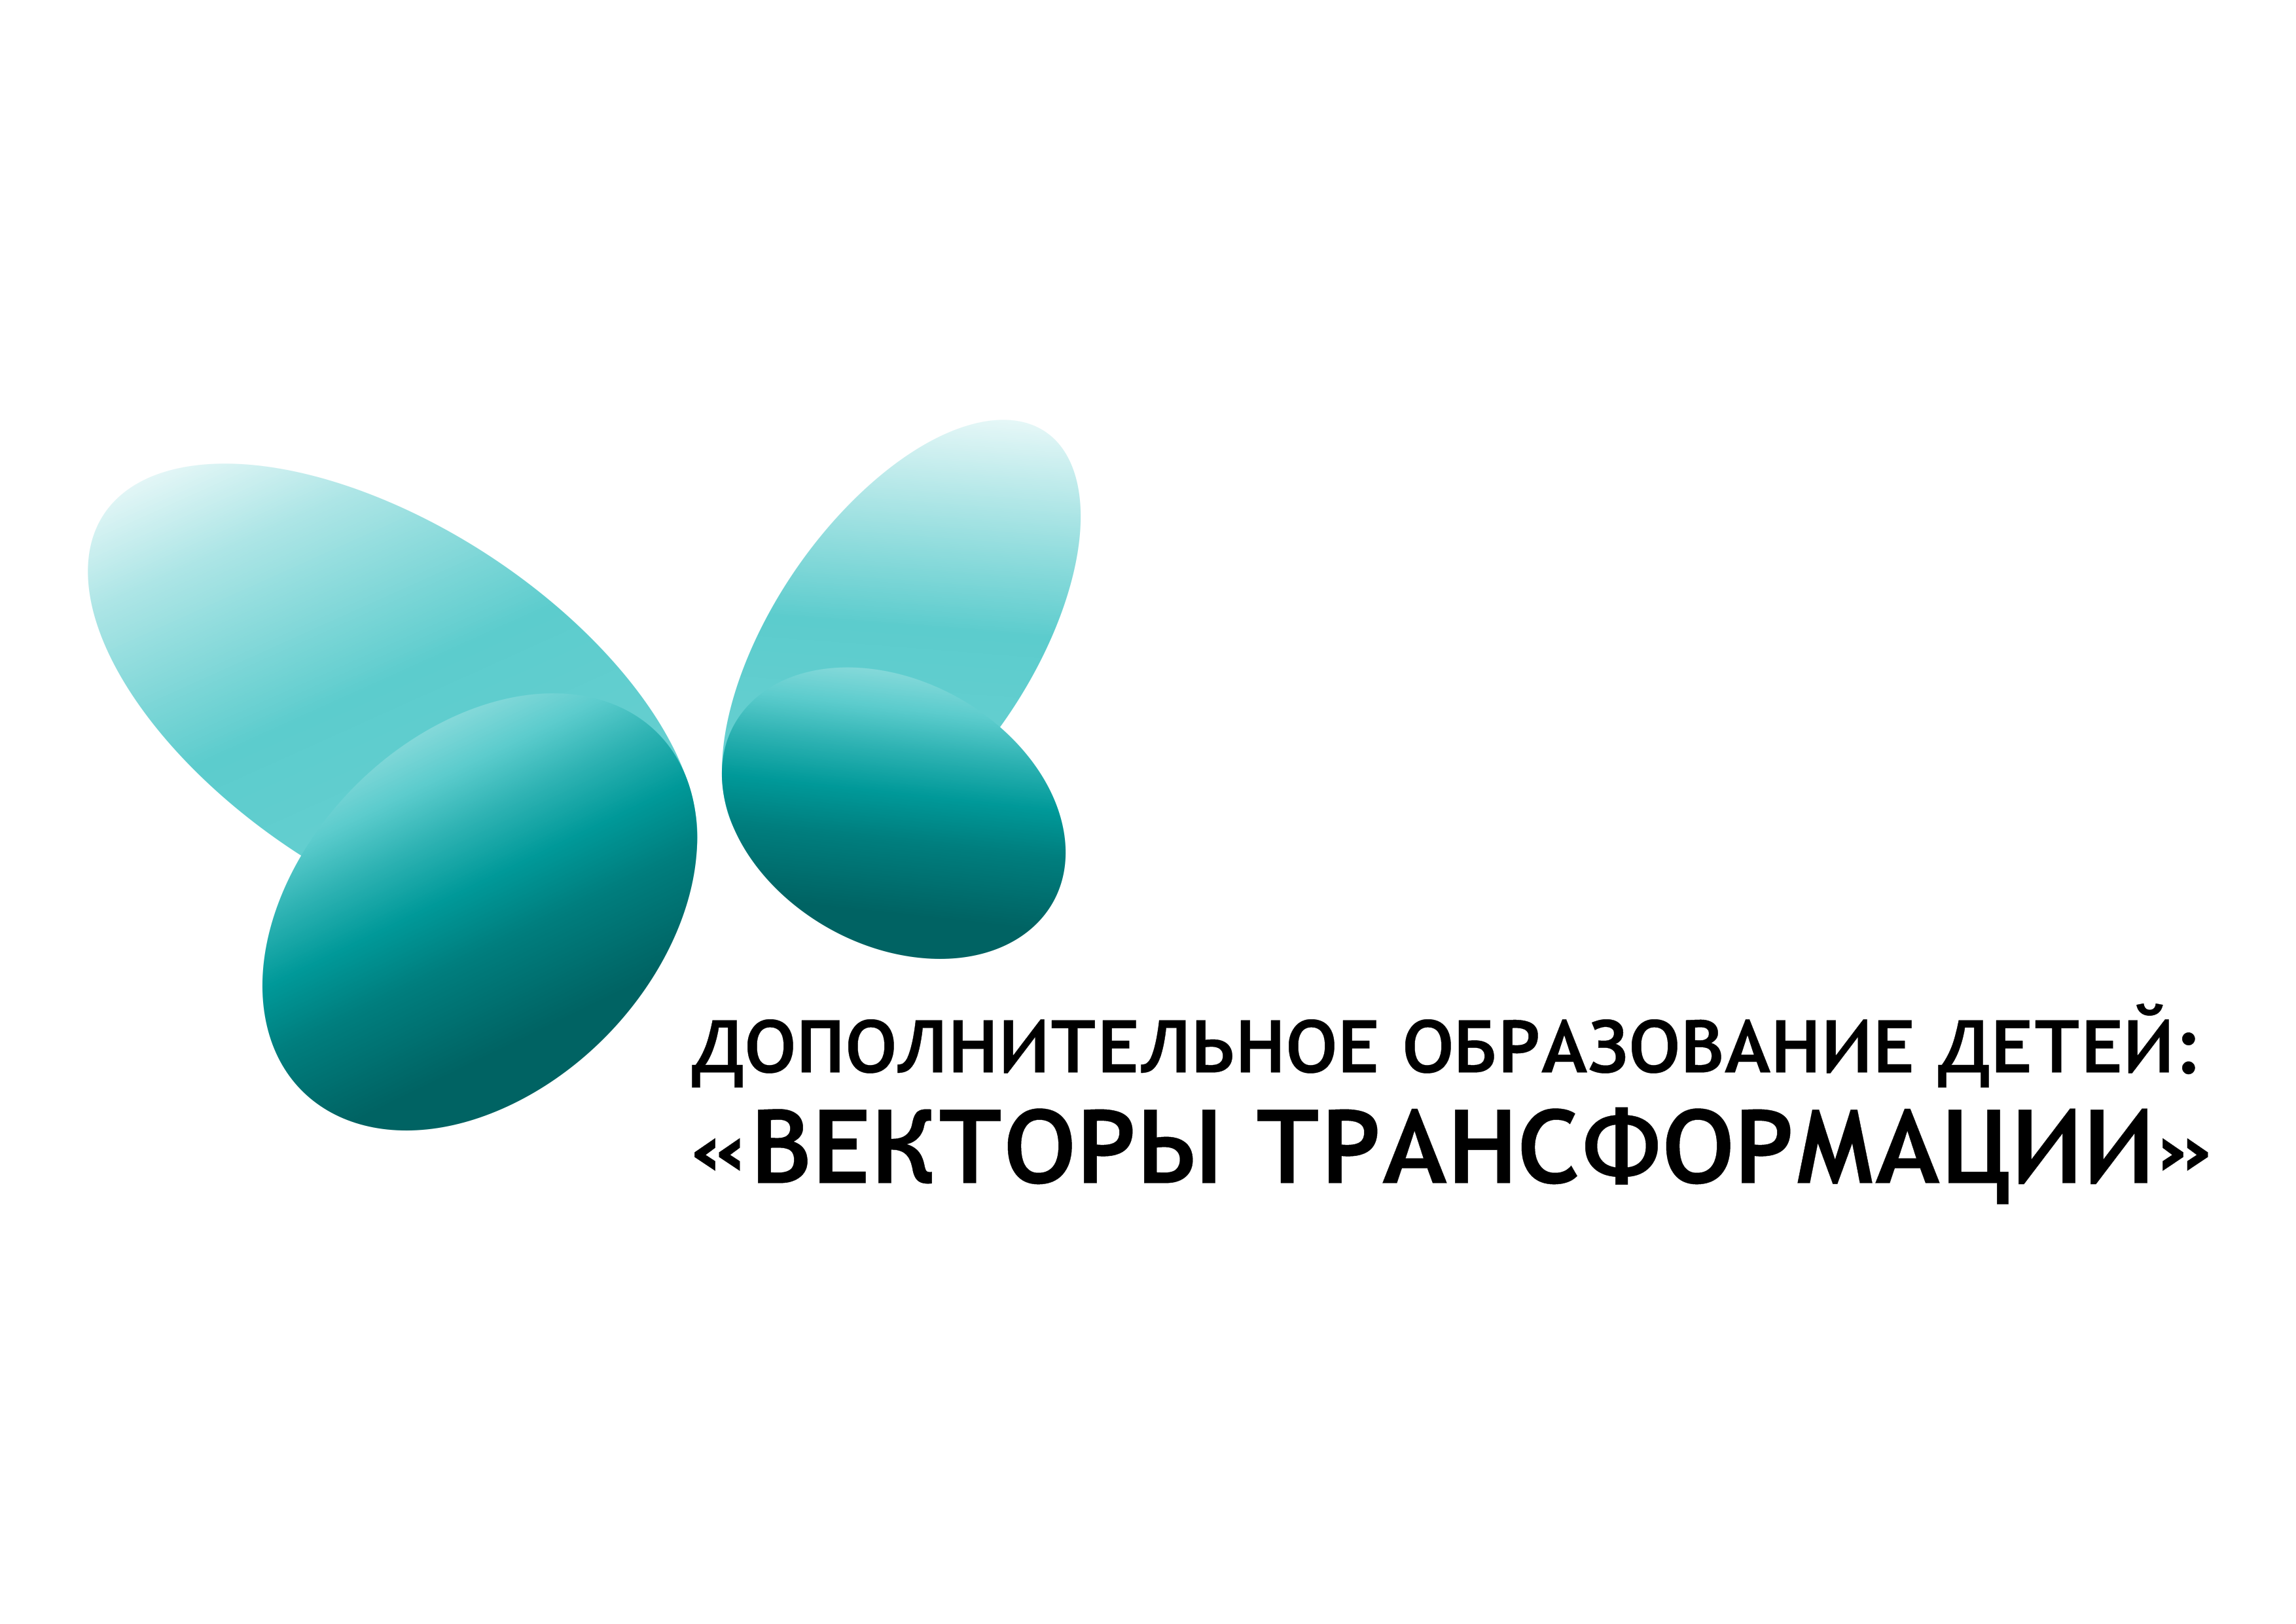 ДОПОЛНИТЕЛЬНОЕ ОБРАЗОВАНИЕ ДЕТЕЙ:
«ВЕКТОРЫ ТРАНСФОРМАЦИИ»